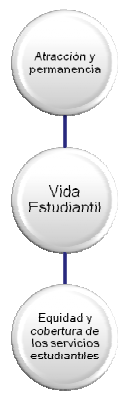 Atracción y
permanencia
Vida
Estudiantil
Equidad y
cobertura de
los servicios
estudiantiles